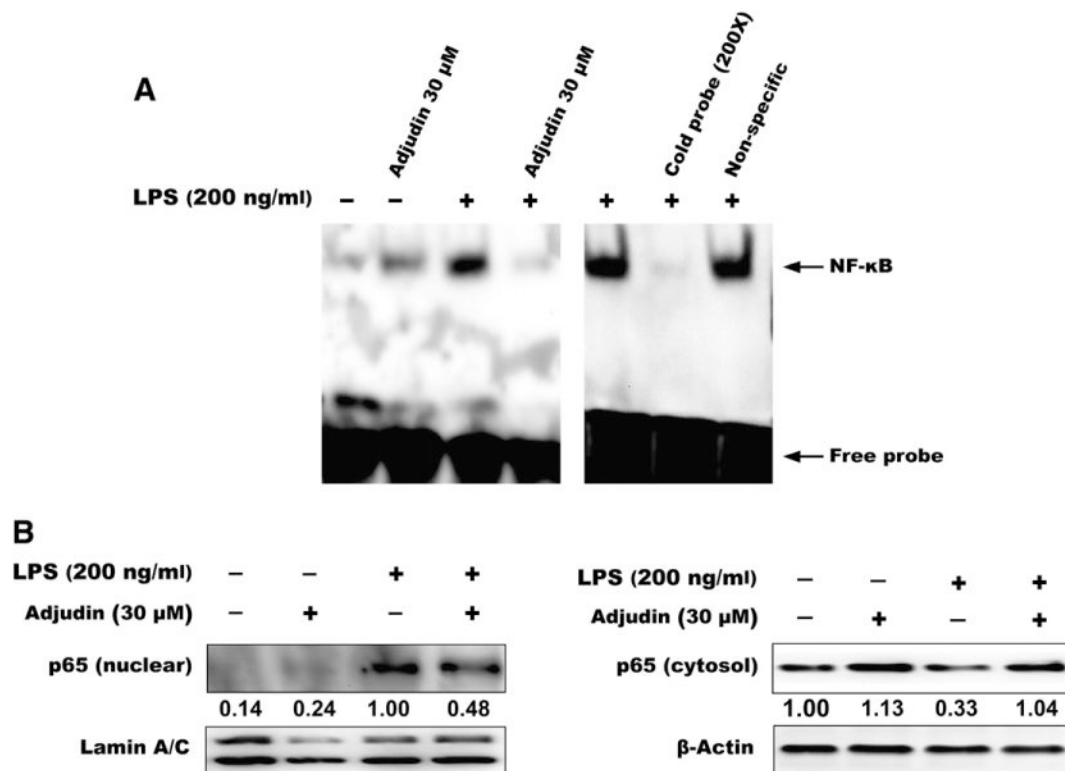 A
Adjudin 30 µM
Adjudin 30 µM
Cold probe (200X)
Non-specific
LPS (200 ng/ml) – – + + + + +
NF-κB
Free probe
B
LPS (200 ng/ml) – – + +
Adjudin (30 µM) – + – +
p65 (nuclear)
0.14 0.24 1.00 0.48
Lamin A/C
LPS (200 ng/ml) – – + +
Adjudin (30 µM) – + – +
p65 (cytosol)
1.00 1.13 0.33 1.04
β-Actin